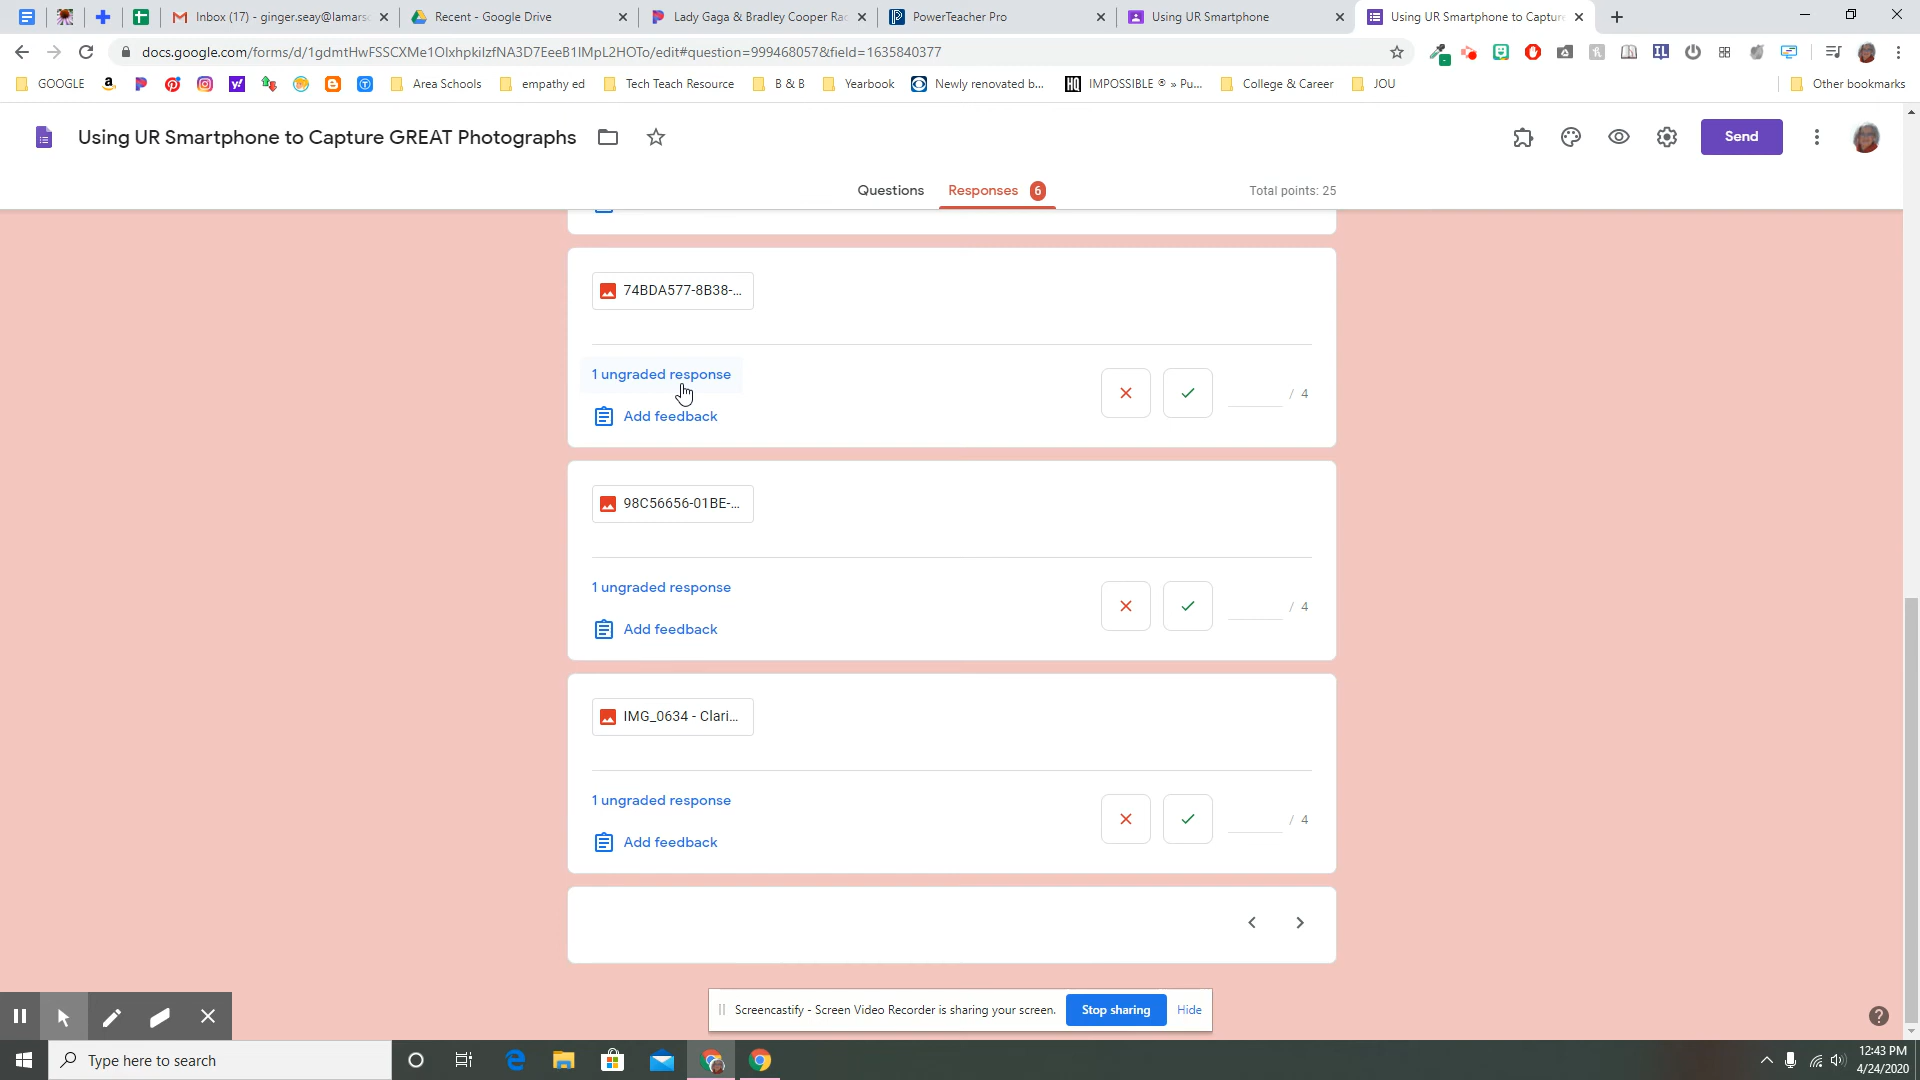 Inbox (17) - ginger.seay@lamars
Recent - Google Drive
Lady Gaga & Bradley Cooper Ra
PowerTeacher Pro
Using UR Smartphone
Using UR Smartphone to Capture
docs.google.com/forms/d/1gdmtHwFSSCXMe1OIxhpkiIzfNA3D7EeeB1IMpL2HOTo/edit#question=999468057&field=1635840377
GOOGLE
Area Schools
empathy ed
Tech Teach Resource
B & B
Yearbook
Newly renovated b...
IMPOSSIBLE ® » Pu...
College & Career
JOU
Other bookmarks
Using UR Smartphone to Capture GREAT Photographs
Send
Questions
Responses 6
Total points: 25
74BDA577-8B38-...
1 ungraded response
/ 4
Add feedback
98C56656-01BE-...
1 ungraded response
/ 4
Add feedback
IMG_0634 - Clari...
1 ungraded response
/ 4
Add feedback
Screencastify - Screen Video Recorder is sharing your screen.
Stop sharing
Hide
Type here to search
12:43 PM
4/24/2020